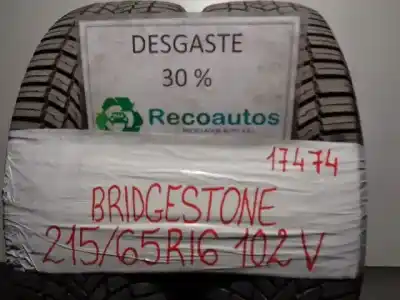 DESGASTE
30 %
Recoautos
17474
BRIDGESTONE
215/65R16 102 V